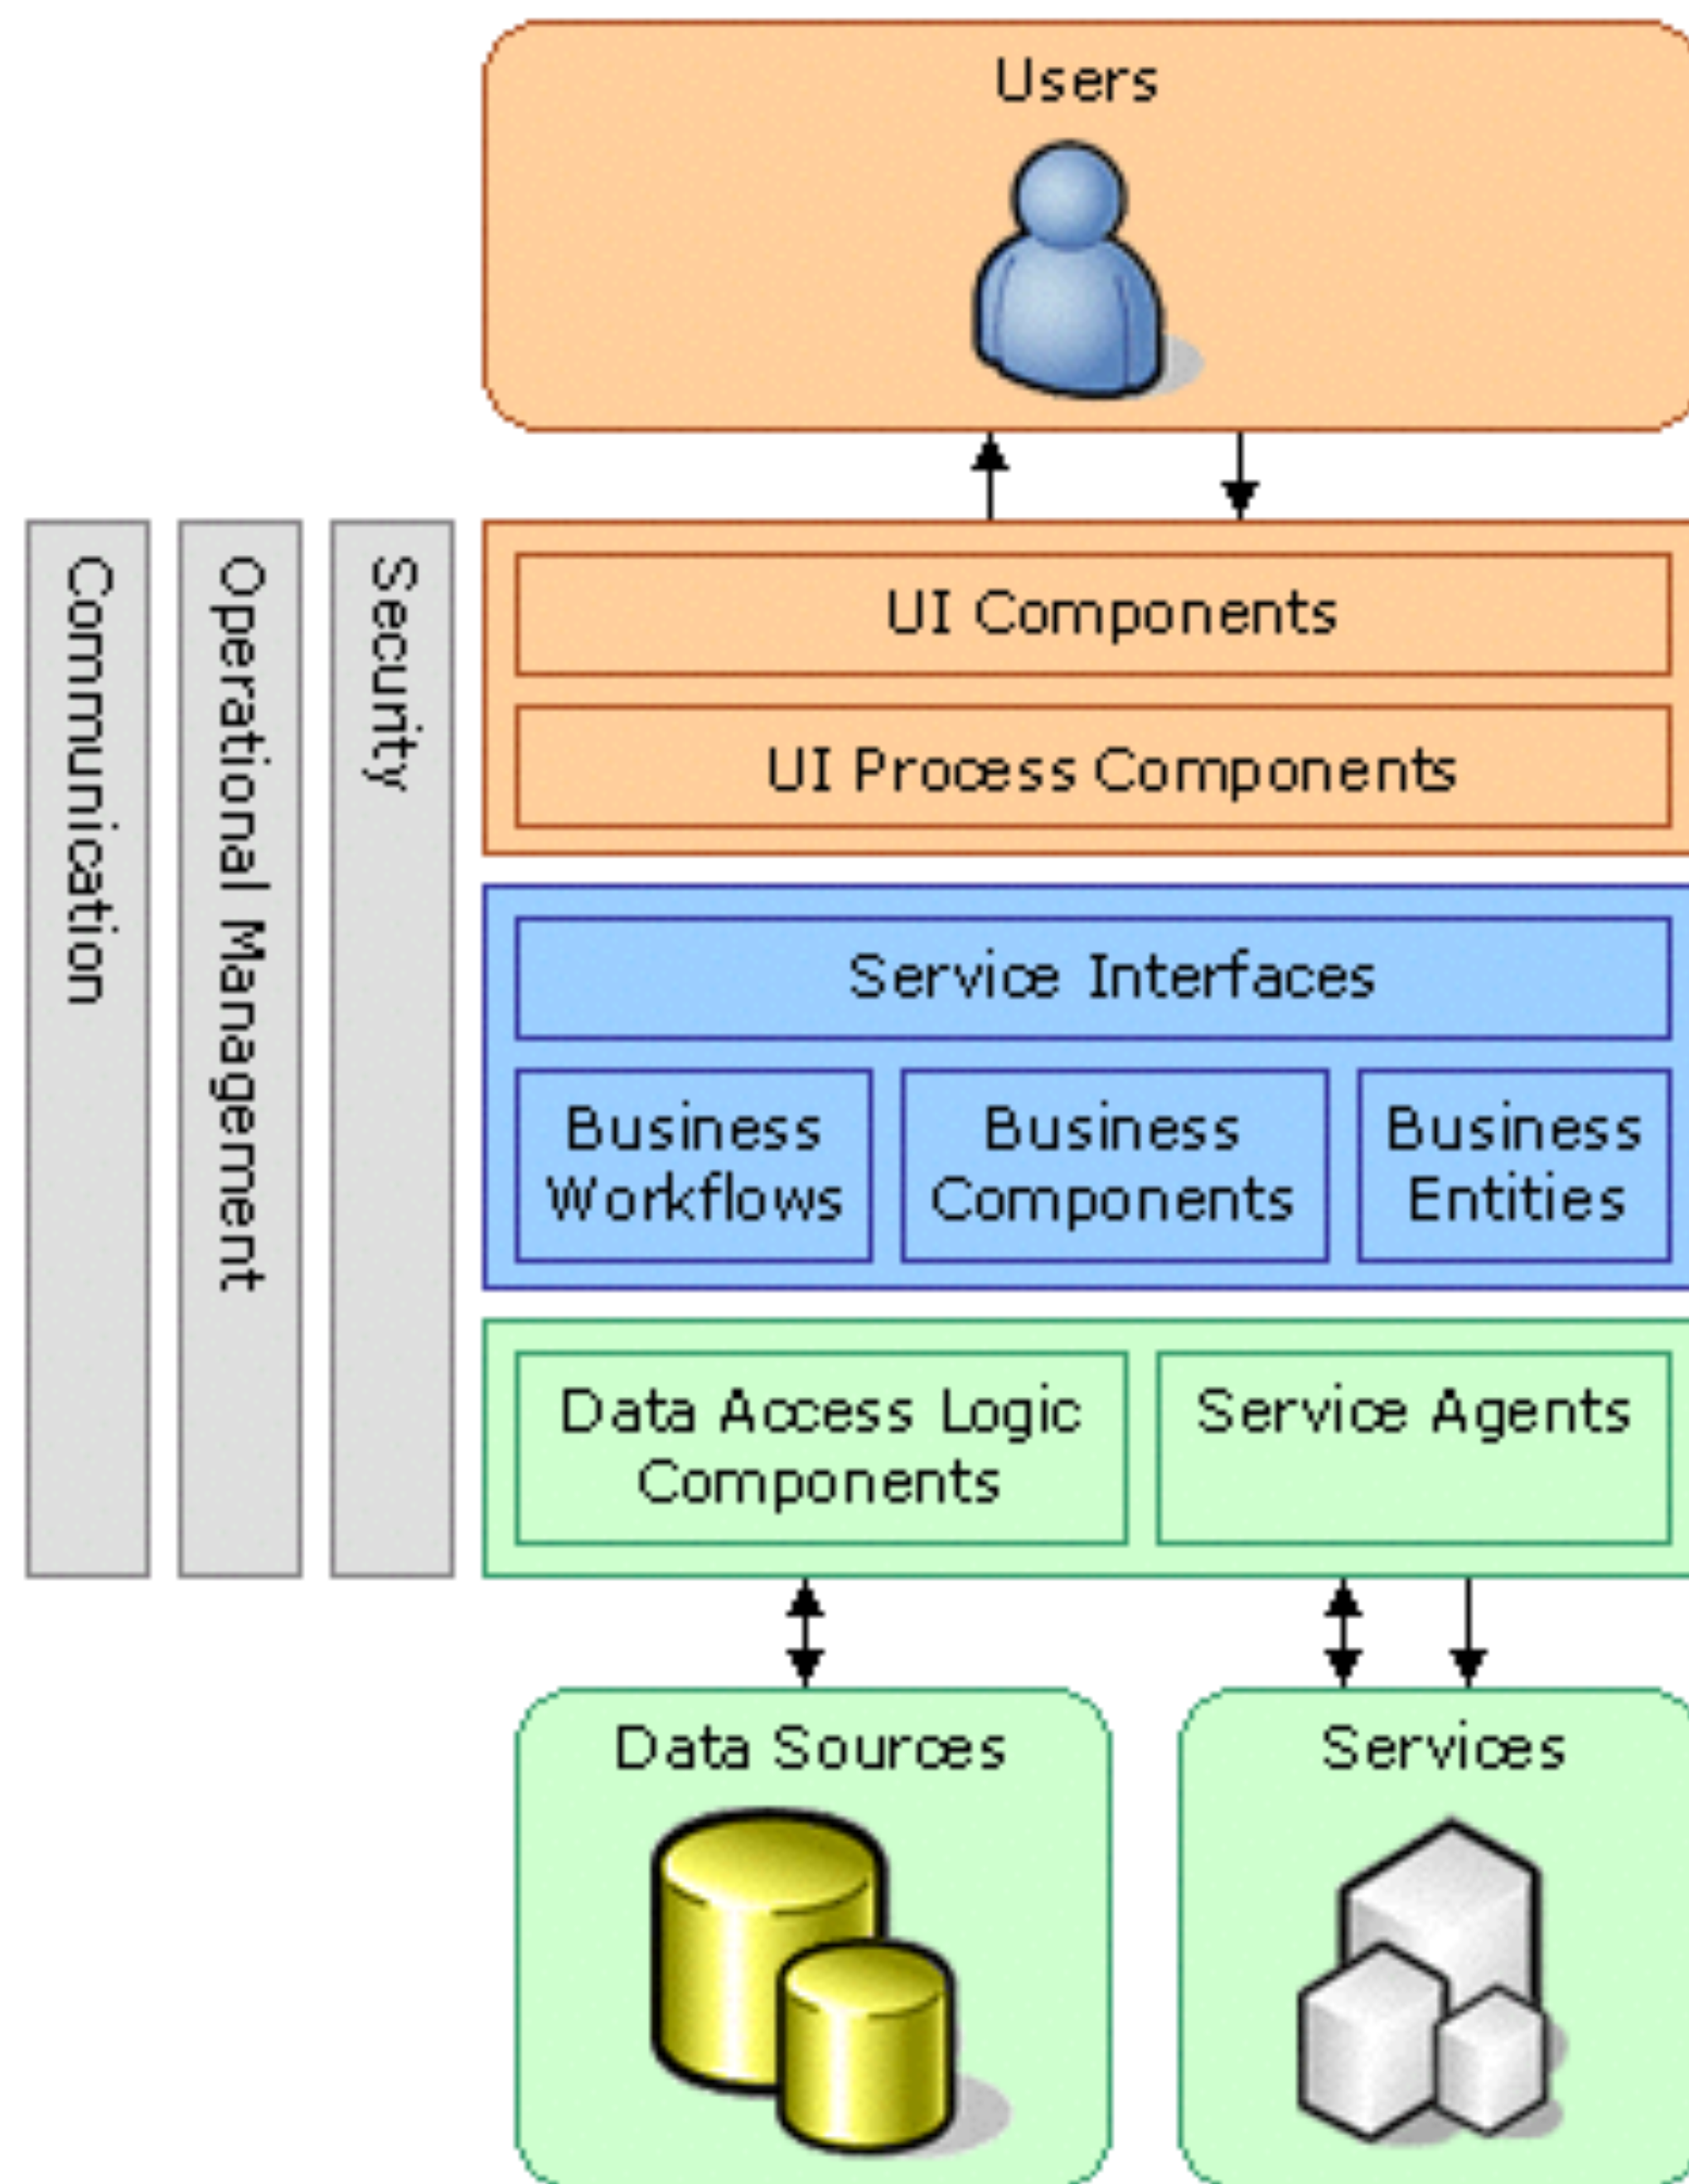 Users
Communication
Operational Management
Security
UI Components
UI Process Components
Service Interfaces
Business
Workflows
Business
Components
Business
Entities
Data Access Logic
Components
Service Agents
Data Sources
Services